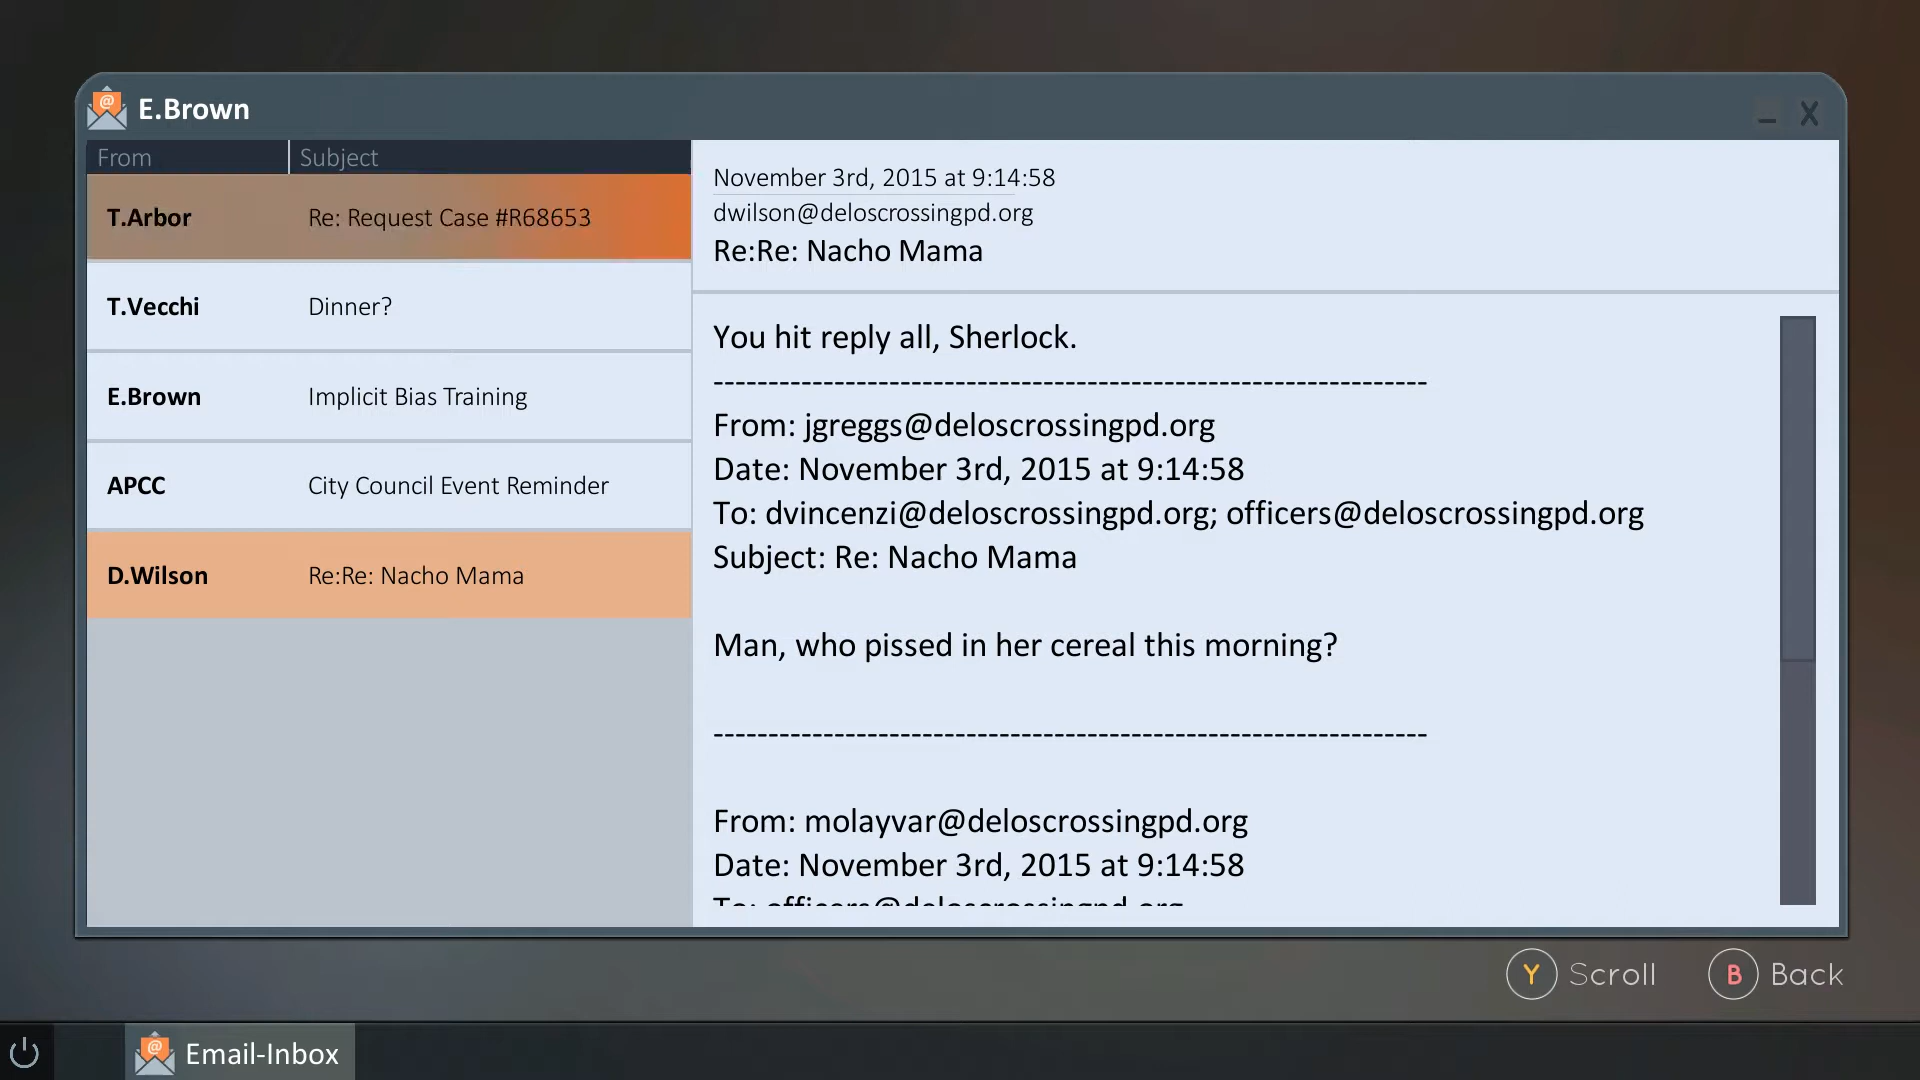 E.Brown
_ X
From Subject
T.Arbor Re: Request Case #R68653
T.Vecchi Dinner?
E.Brown Implicit Bias Training
APCC City Council Event Reminder
D.Wilson Re:Re: Nacho Mama
November 3rd, 2015 at 9:14:58
dwilson@deloscrossingpd.org
Re:Re: Nacho Mama
You hit reply all, Sherlock.
-----------------------------------------------------------------
From: jgreggs@deloscrossingpd.org
Date: November 3rd, 2015 at 9:14:58
To: dvincenzi@deloscrossingpd.org; officers@deloscrossingpd.org
Subject: Re: Nacho Mama
Man, who pissed in her cereal this morning?
-----------------------------------------------------------------
From: molayvar@deloscrossingpd.org
Date: November 3rd, 2015 at 9:14:58
To: officers@deloscrossingpd.org
Y Scroll B Back
Email-Inbox